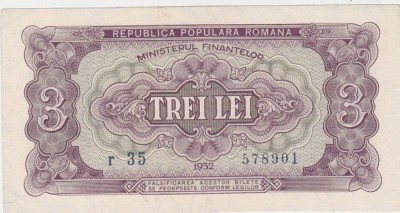 REPUBLICA POPULARA ROMANA
MINISTERUL FINANTELOR
3 TREI LEI 3
r 35 578901
1952
FALSIFICAREA ACESTOR BILETE
SE PEDEPSESTE CONFORM LEGILOR